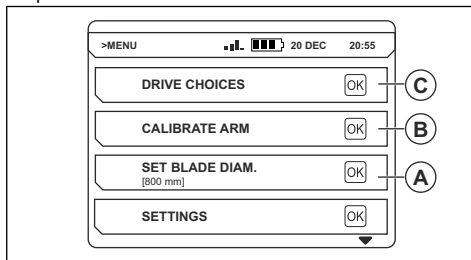 >MENU 20 DEC 20:55
DRIVE CHOICES OK C
CALIBRATE ARM OK B
SET BLADE DIAM. OK A
[800 mm]
SETTINGS OK